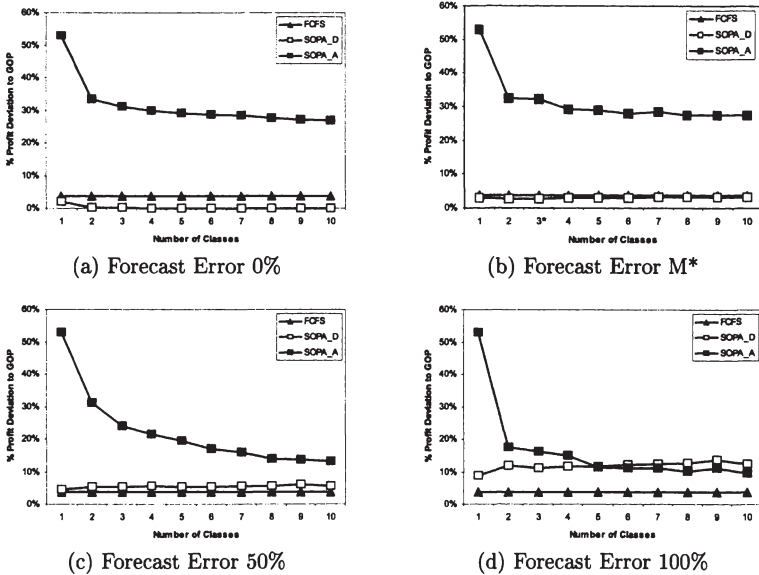 % Profit Deviation to GOP
60%
50%
40%
30%
20%
10%
0%
FCFS
SOPA_D
SOPA_A
1 2 3 4 5 6 7 8 9 10
Number of Classes
(a) Forecast Error 0%
% Profit Deviation to GOP
60%
50%
40%
30%
20%
10%
0%
FCFS
SOPA_D
SOPA_A
1 2 3* 4 5 6 7 8 9 10
Number of Classes
(b) Forecast Error M*
% Profit Deviation to GOP
60%
50%
40%
30%
20%
10%
0%
FCFS
SOPA_D
SOPA_A
1 2 3 4 5 6 7 8 9 10
Number of Classes
(c) Forecast Error 50%
% Profit Deviation to GOP
60%
50%
40%
30%
20%
10%
0%
FCFS
SOPA_D
SOPA_A
1 2 3 4 5 6 7 8 9 10
Number of Classes
(d) Forecast Error 100%